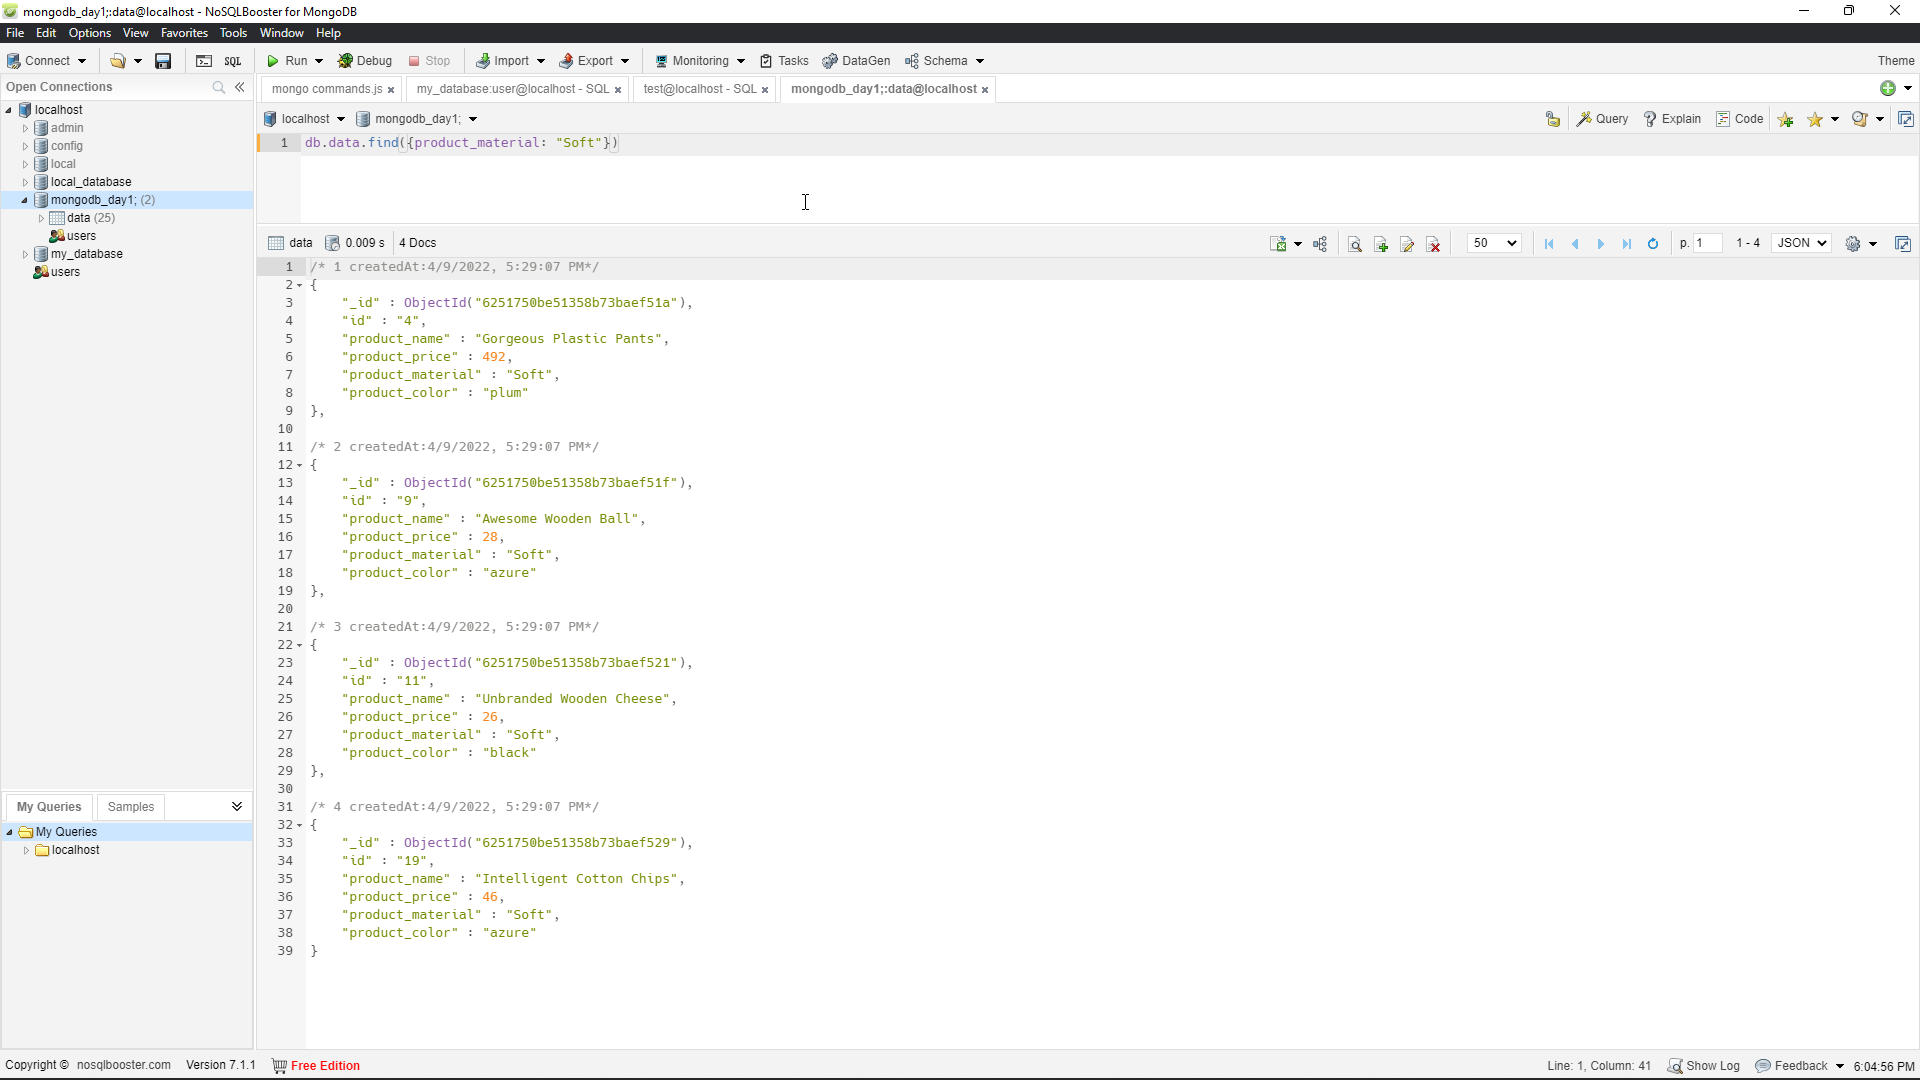 mongodb_day1;:data@localhost - NoSQLBooster for MongoDB
File Edit Options View Favorites Tools Window Help
Connect SQL Run Debug Stop Import Export Monitoring Tasks DataGen Schema Theme
Open Connections
localhost
admin
config
local
local_database
mongodb_day1; (2)
data (25)
users
my_database
users
My Queries Samples
My Queries
localhost
mongo commands.js × my_database:user@localhost - SQL × test@localhost - SQL × mongodb_day1;:data@localhost ×
localhost mongodb_day1; Query Explain Code
1 db.data.find({product_material: "Soft"})
data 0.009 s 4 Docs 50 p. 1 1 - 4 JSON
1 /* 1 createdAt:4/9/2022, 5:29:07 PM*/
2 {
3 "_id" : ObjectId("6251750be51358b73baef51a"),
4 "id" : "4",
5 "product_name" : "Gorgeous Plastic Pants",
6 "product_price" : 492,
7 "product_material" : "Soft",
8 "product_color" : "plum"
9 },
10
11 /* 2 createdAt:4/9/2022, 5:29:07 PM*/
12 {
13 "_id" : ObjectId("6251750be51358b73baef51f"),
14 "id" : "9",
15 "product_name" : "Awesome Wooden Ball",
16 "product_price" : 28,
17 "product_material" : "Soft",
18 "product_color" : "azure"
19 },
20
21 /* 3 createdAt:4/9/2022, 5:29:07 PM*/
22 {
23 "_id" : ObjectId("6251750be51358b73baef521"),
24 "id" : "11",
25 "product_name" : "Unbranded Wooden Cheese",
26 "product_price" : 26,
27 "product_material" : "Soft",
28 "product_color" : "black"
29 },
30
31 /* 4 createdAt:4/9/2022, 5:29:07 PM*/
32 {
33 "_id" : ObjectId("6251750be51358b73baef529"),
34 "id" : "19",
35 "product_name" : "Intelligent Cotton Chips",
36 "product_price" : 46,
37 "product_material" : "Soft",
38 "product_color" : "azure"
39 }
Copyright © nosqlbooster.com Version 7.1.1 Free Edition Line: 1, Column: 41 Show Log Feedback 6:04:56 PM